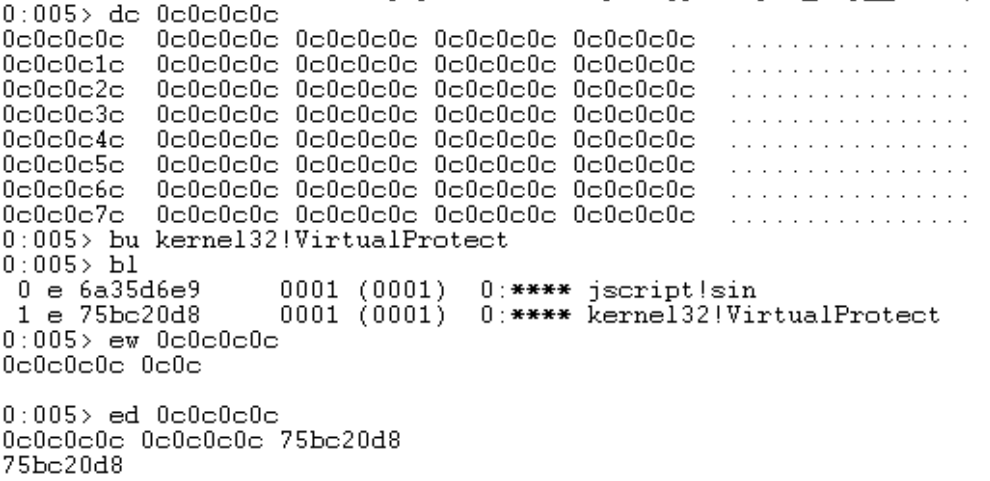 0:005> dc 0c0c0c0c
0c0c0c0c  0c0c0c0c 0c0c0c0c 0c0c0c0c 0c0c0c0c  ................
0c0c0c1c  0c0c0c0c 0c0c0c0c 0c0c0c0c 0c0c0c0c  ................
0c0c0c2c  0c0c0c0c 0c0c0c0c 0c0c0c0c 0c0c0c0c  ................
0c0c0c3c  0c0c0c0c 0c0c0c0c 0c0c0c0c 0c0c0c0c  ................
0c0c0c4c  0c0c0c0c 0c0c0c0c 0c0c0c0c 0c0c0c0c  ................
0c0c0c5c  0c0c0c0c 0c0c0c0c 0c0c0c0c 0c0c0c0c  ................
0c0c0c6c  0c0c0c0c 0c0c0c0c 0c0c0c0c 0c0c0c0c  ................
0c0c0c7c  0c0c0c0c 0c0c0c0c 0c0c0c0c 0c0c0c0c  ................
0:005> bu kernel32!VirtualProtect
0:005> bl
 0 e 6a35d6e9     0001 (0001)  0:**** jscript!sin
 1 e 75bc20d8     0001 (0001)  0:**** kernel32!VirtualProtect
0:005> ew 0c0c0c0c
0c0c0c0c 0c0c

0:005> ed 0c0c0c0c
0c0c0c0c 0c0c0c0c 75bc20d8
75bc20d8